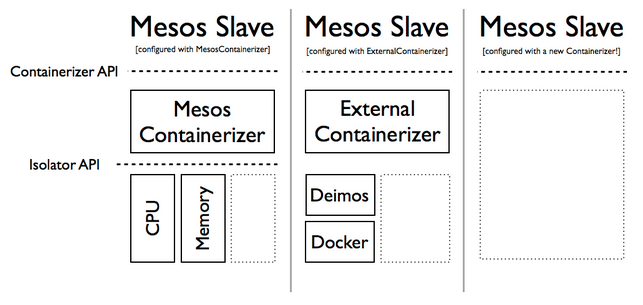 Mesos Slave
[configured with MesosContainerizer]
Mesos Slave
[configured with ExternalContainerizer]
Mesos Slave
[configured with a new Containerizer!]
Containerizer API
Mesos
Containerizer
External
Containerizer
Isolator API
CPU
Memory
Deimos
Docker